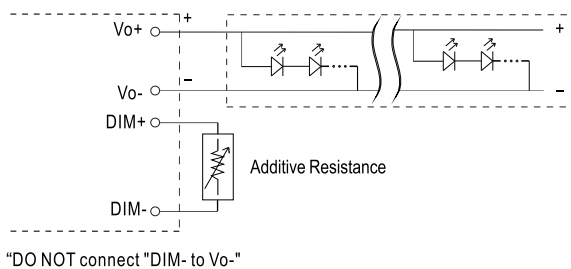 Vo+
+
+
Vo-
−
−
DIM+
Additive Resistance
DIM-
“DO NOT connect "DIM- to Vo-"